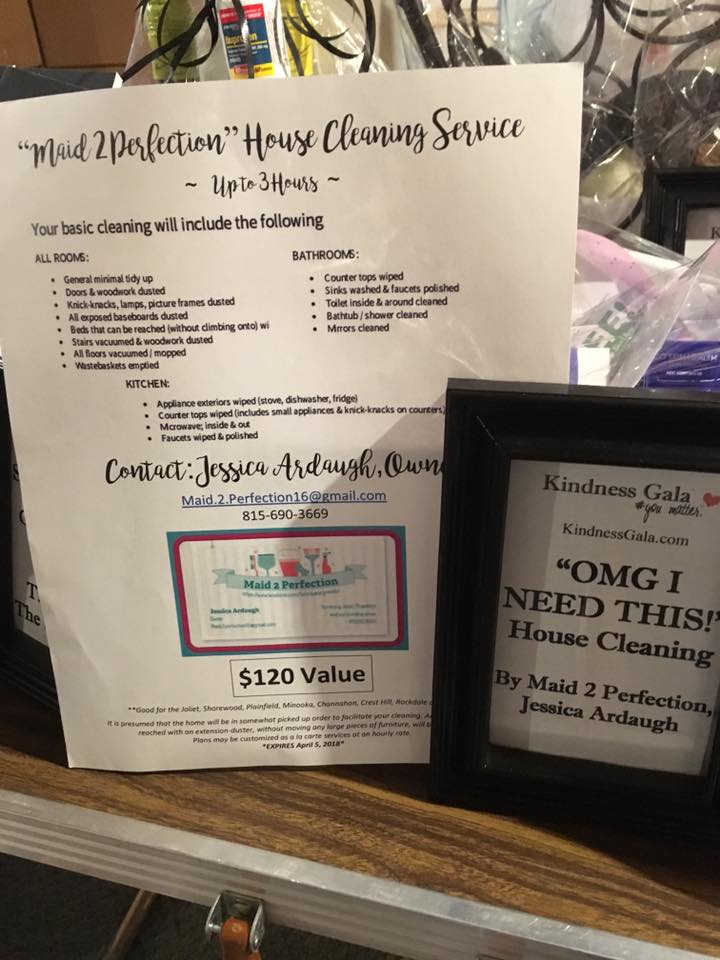 "Maid 2 Perfection" House Cleaning Service
~ Up to 3 Hours ~
Your basic cleaning will include the following
ALL ROOMS:
• General minimal tidy up
• Doors & woodwork dusted
• Knick-knacks, lamps, picture frames dusted
• All exposed baseboards dusted
• Beds that can be reached (without climbing onto) wi
• Stairs vacuumed & woodwork dusted
• All floors vacuumed / mopped
• Wastebaskets emptied
BATHROOMS:
• Counter tops wiped
• Sinks washed & faucets polished
• Toilet inside & around cleaned
• Bathtub / shower cleaned
• Mirrors cleaned
KITCHEN:
• Appliance exteriors wiped (stove, dishwasher, fridge)
• Counter tops wiped (includes small appliances & knick-knacks on counters)
• Mcrowave; inside & out
• Faucets wiped & polished
Contact: Jessica Ardaugh, Owne
Maid.2.Perfection16@gmail.com
815-690-3669
Maid 2 Perfection
Jessica Ardaugh
$120 Value
**Good for the Joliet, Shorewood, Plainfield, Minooka, Channahon, Crest Hill, Rockdale
It is presumed that the home will be in somewhat picked up order to facilitate your cleaning.
reached with an extension-duster, without moving any large pieces of furniture, will
Plans may be customized as a la carte services at an hourly rate.
*EXPIRES April 5, 2018*
Kindness Gala
#you matter.
KindnessGala.com
"OMG I
NEED THIS!"
House Cleaning
By Maid 2 Perfection,
Jessica Ardaugh
The